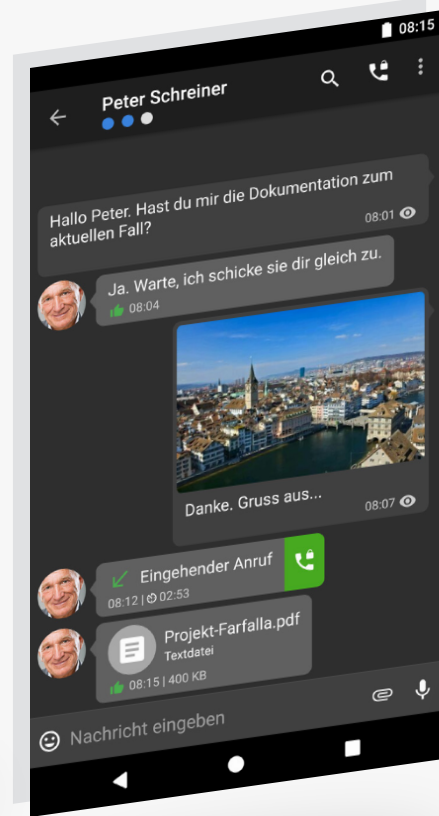 08:15
Peter Schreiner
Hallo Peter. Hast du mir die Dokumentation zum
aktuellen Fall?
08:01
Ja. Warte, ich schicke sie dir gleich zu.
08:04
Danke. Gruss aus...
08:07
Eingehender Anruf
08:12 | 02:53
Projekt-Farfalla.pdf
Textdatei
08:15 | 400 KB
Nachricht eingeben